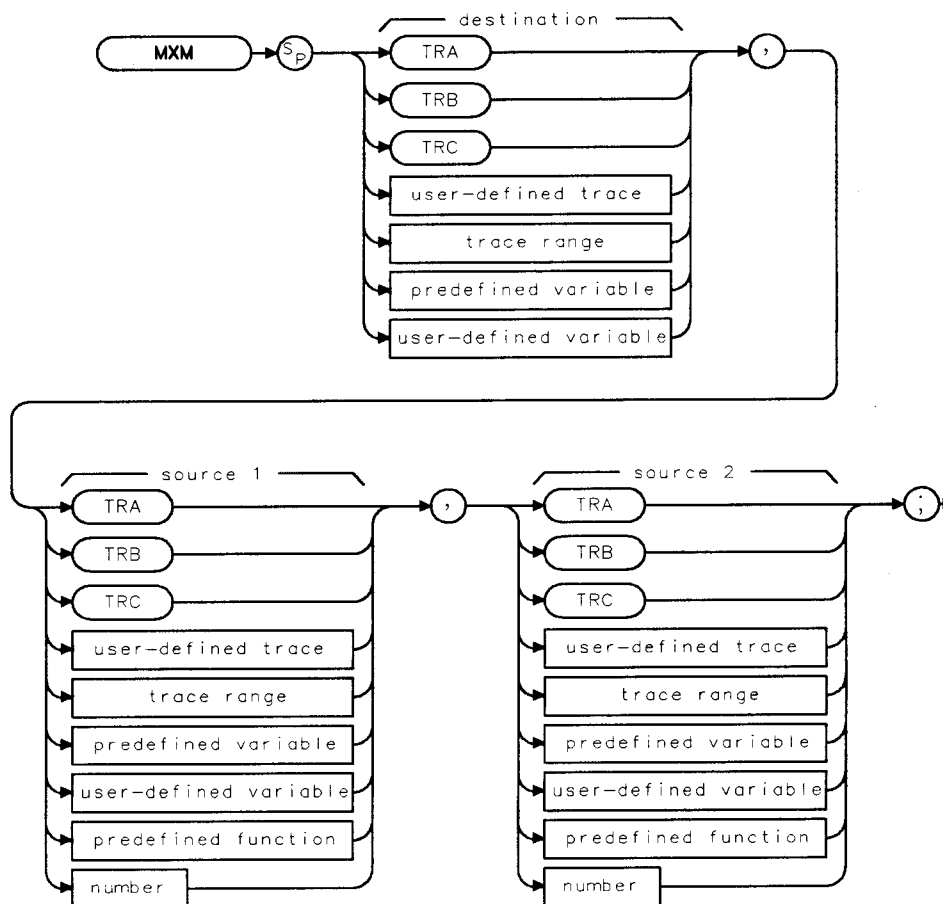 destination
MXM SP TRA ,
TRB
TRC
user-defined trace
trace range
predefined variable
user-defined variable
source 1 source 2
TRA , TRA ;
TRB TRB
TRC TRC
user-defined trace user-defined trace
trace range trace range
predefined variable predefined variable
user-defined variable user-defined variable
predefined function predefined function
number number